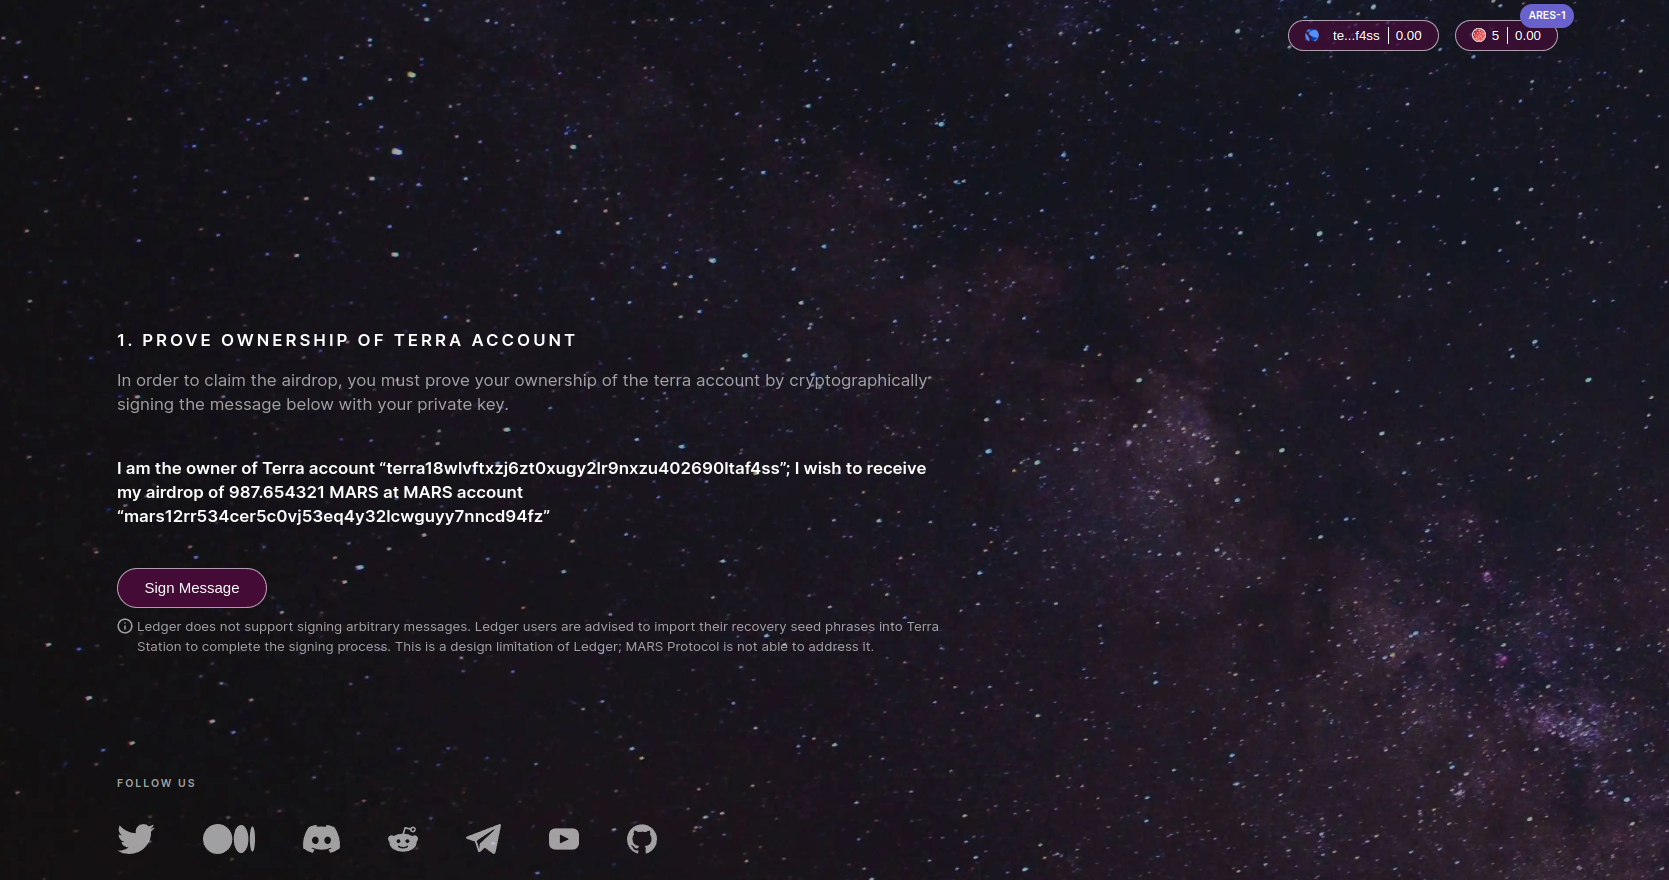 ARES-1
te...f4ss 0.00 5 0.00
1. PROVE OWNERSHIP OF TERRA ACCOUNT
In order to claim the airdrop, you must prove your ownership of the terra account by cryptographically
signing the message below with your private key.
I am the owner of Terra account “terra18wlvftxzj6zt0xugy2lr9nxzu402690ltaf4ss”; I wish to receive
my airdrop of 987.654321 MARS at MARS account
“mars12rr534cer5c0vj53eq4y32lcwguyy7nncd94fz”
Sign Message
Ledger does not support signing arbitrary messages. Ledger users are advised to import their recovery seed phrases into Terra
Station to complete the signing process. This is a design limitation of Ledger; MARS Protocol is not able to address it.
FOLLOW US